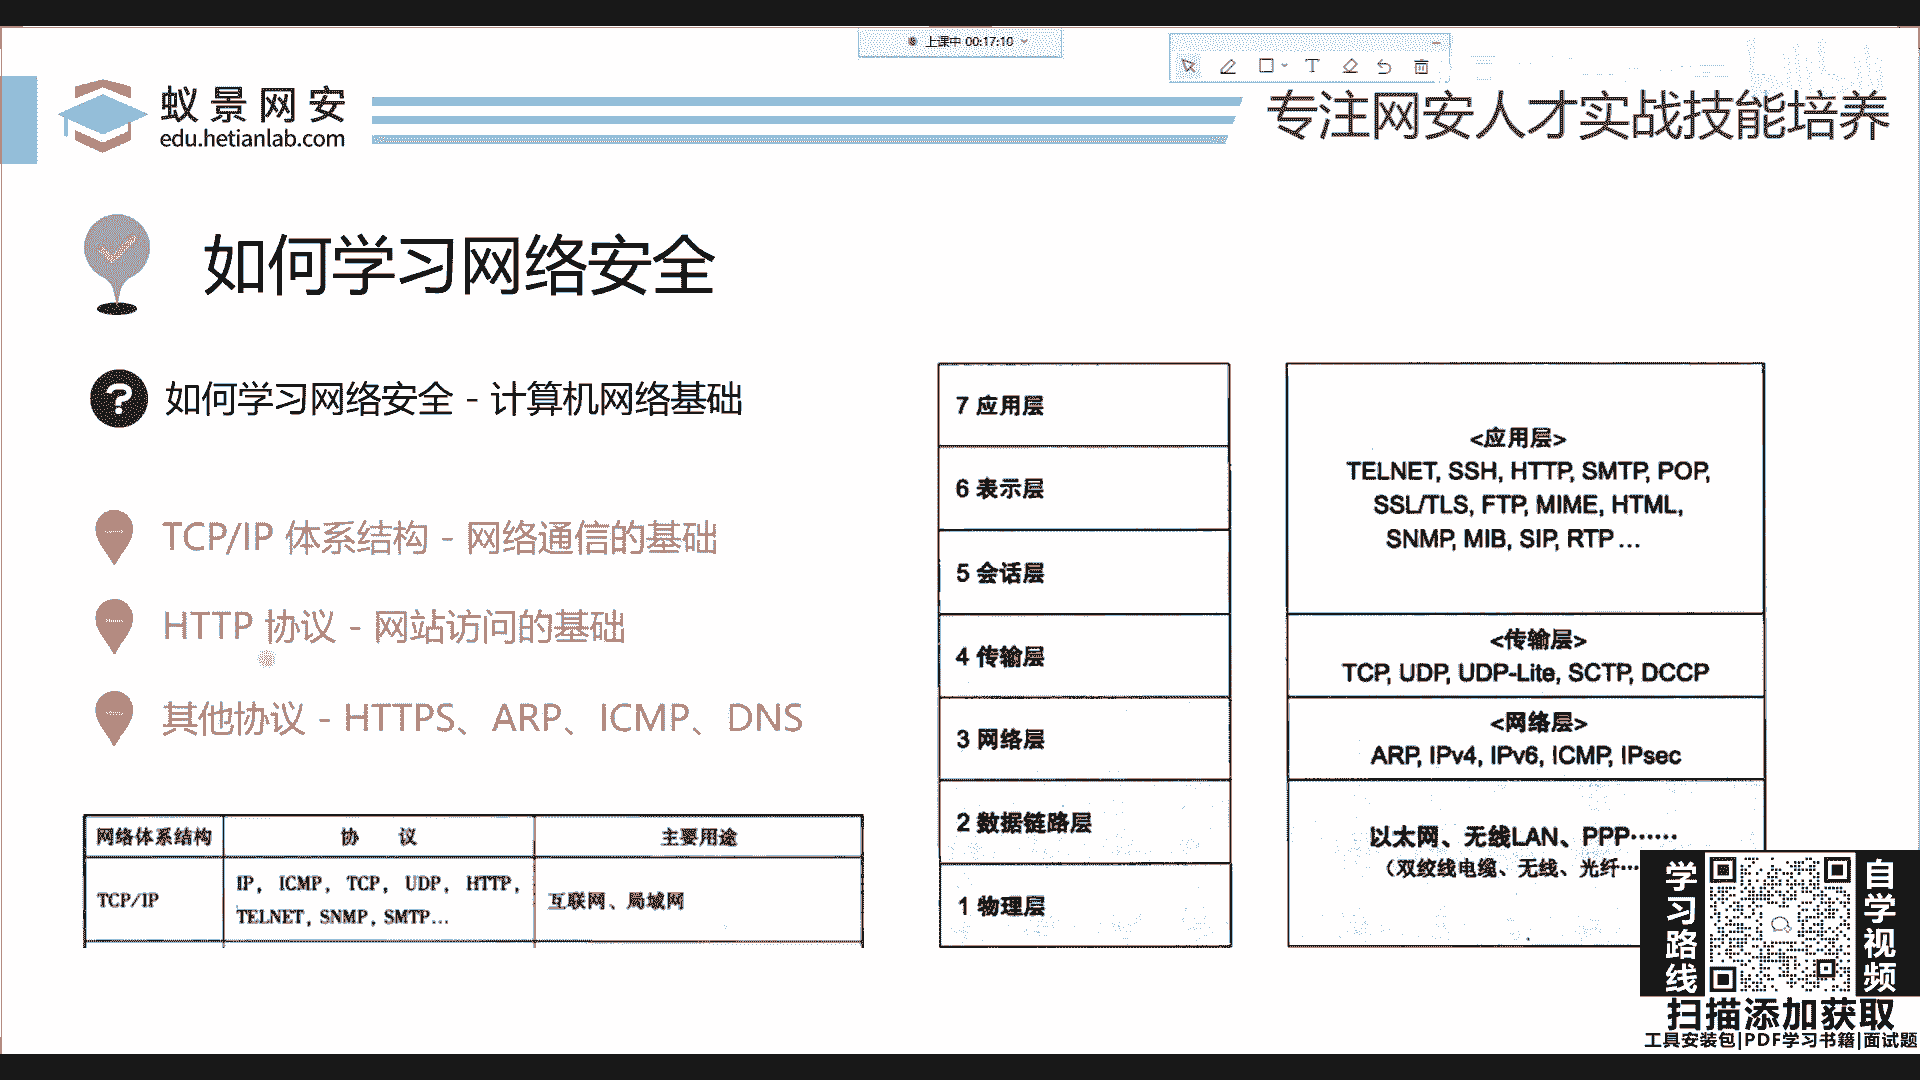 上课中 00:17:10
蚁景网安
edu.hetianlab.com
专注网安人才实战技能培养
如何学习网络安全
如何学习网络安全 - 计算机网络基础
TCP/IP 体系结构 - 网络通信的基础
HTTP 协议 - 网站访问的基础
其他协议 - HTTPS、ARP、ICMP、DNS
网络体系结构 协 议 主要用途
TCP/IP
IP, ICMP, TCP, UDP, HTTP,
TELNET, SNMP, SMTP...
互联网、局域网
7 应用层
6 表示层
5 会话层
4 传输层
3 网络层
2 数据链路层
1 物理层
<应用层>
TELNET, SSH, HTTP, SMTP, POP,
SSL/TLS, FTP, MIME, HTML,
SNMP, MIB, SIP, RTP ...
<传输层>
TCP, UDP, UDP-Lite, SCTP, DCCP
<网络层>
ARP, IPv4, IPv6, ICMP, IPsec
以太网、无线LAN、PPP……
（双绞线电缆、无线、光纤…
学习路线
自学视频
扫描添加获取
工具安装包|PDF学习书籍|面试题